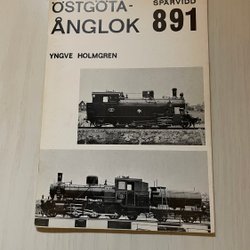 ÖSTGÖTA-
ÅNGLOK
SPÅRVIDD
891
YNGVE HOLMGREN